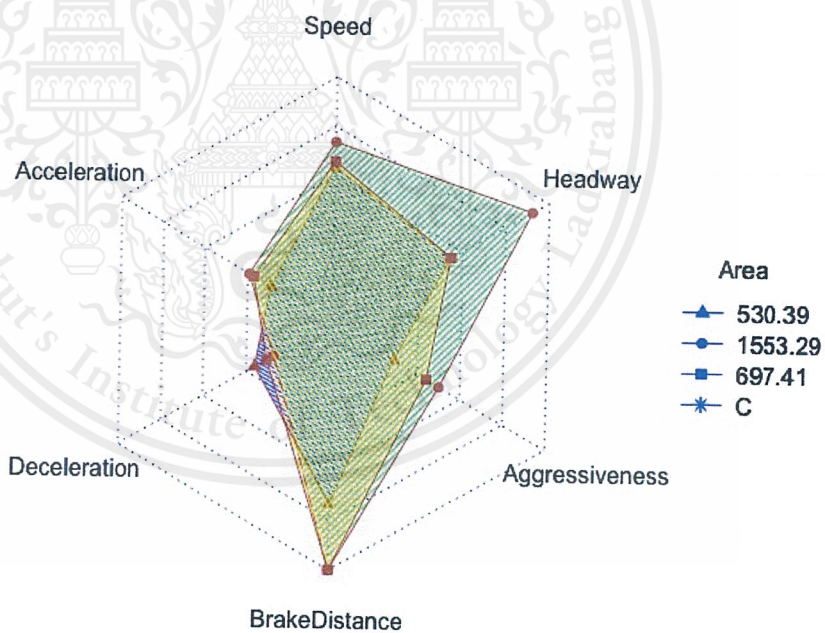 Speed
Acceleration
Headway
Area
530.39
1553.29
697.41
C
Deceleration
Aggressiveness
BrakeDistance